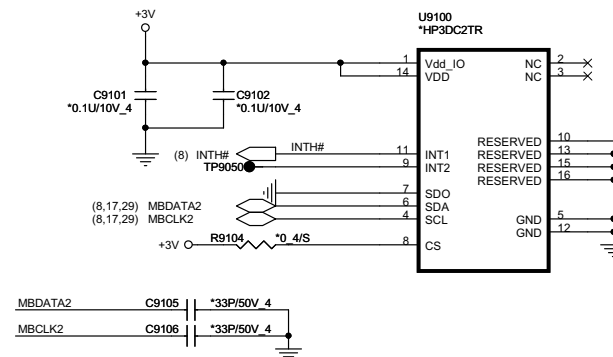 +3V
U9100
*HP3DC2TR
1 Vdd_IO NC 2
14 VDD NC 3
C9101
*0.1U/10V_4
C9102
*0.1U/10V_4
RESERVED 10
(8) INTH# INTH# 11 INT1 RESERVED 13
TP9050 9 INT2 RESERVED 15
RESERVED 16
7 SDO
(8,17,29) MBDATA2 6 SDA
(8,17,29) MBCLK2 4 SCL GND 5
GND 12
+3V R9104 *0_4/S 8 CS
MBDATA2 C9105 *33P/50V_4
MBCLK2 C9106 *33P/50V_4